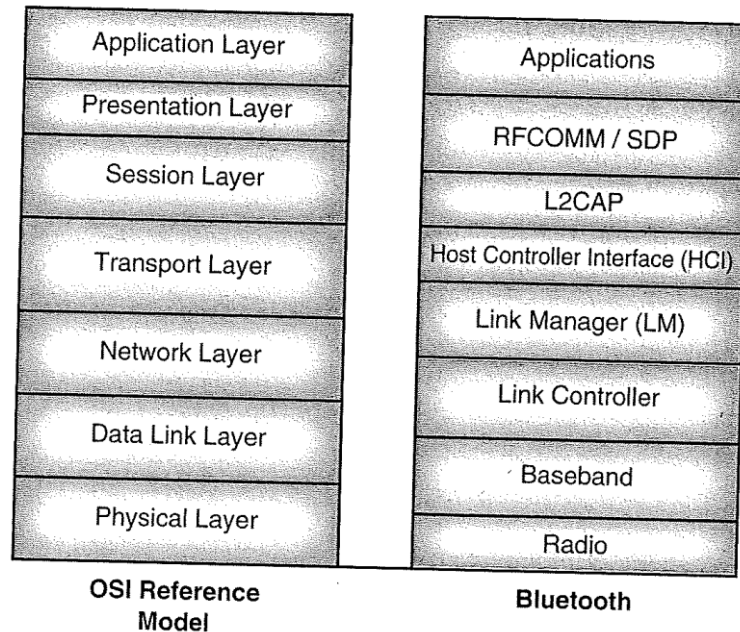 Application Layer
Presentation Layer
Session Layer
Transport Layer
Network Layer
Data Link Layer
Physical Layer
OSI Reference
Model
Applications
RFCOMM / SDP
L2CAP
Host Controller Interface (HCI)
Link Manager (LM)
Link Controller
Baseband
Radio
Bluetooth